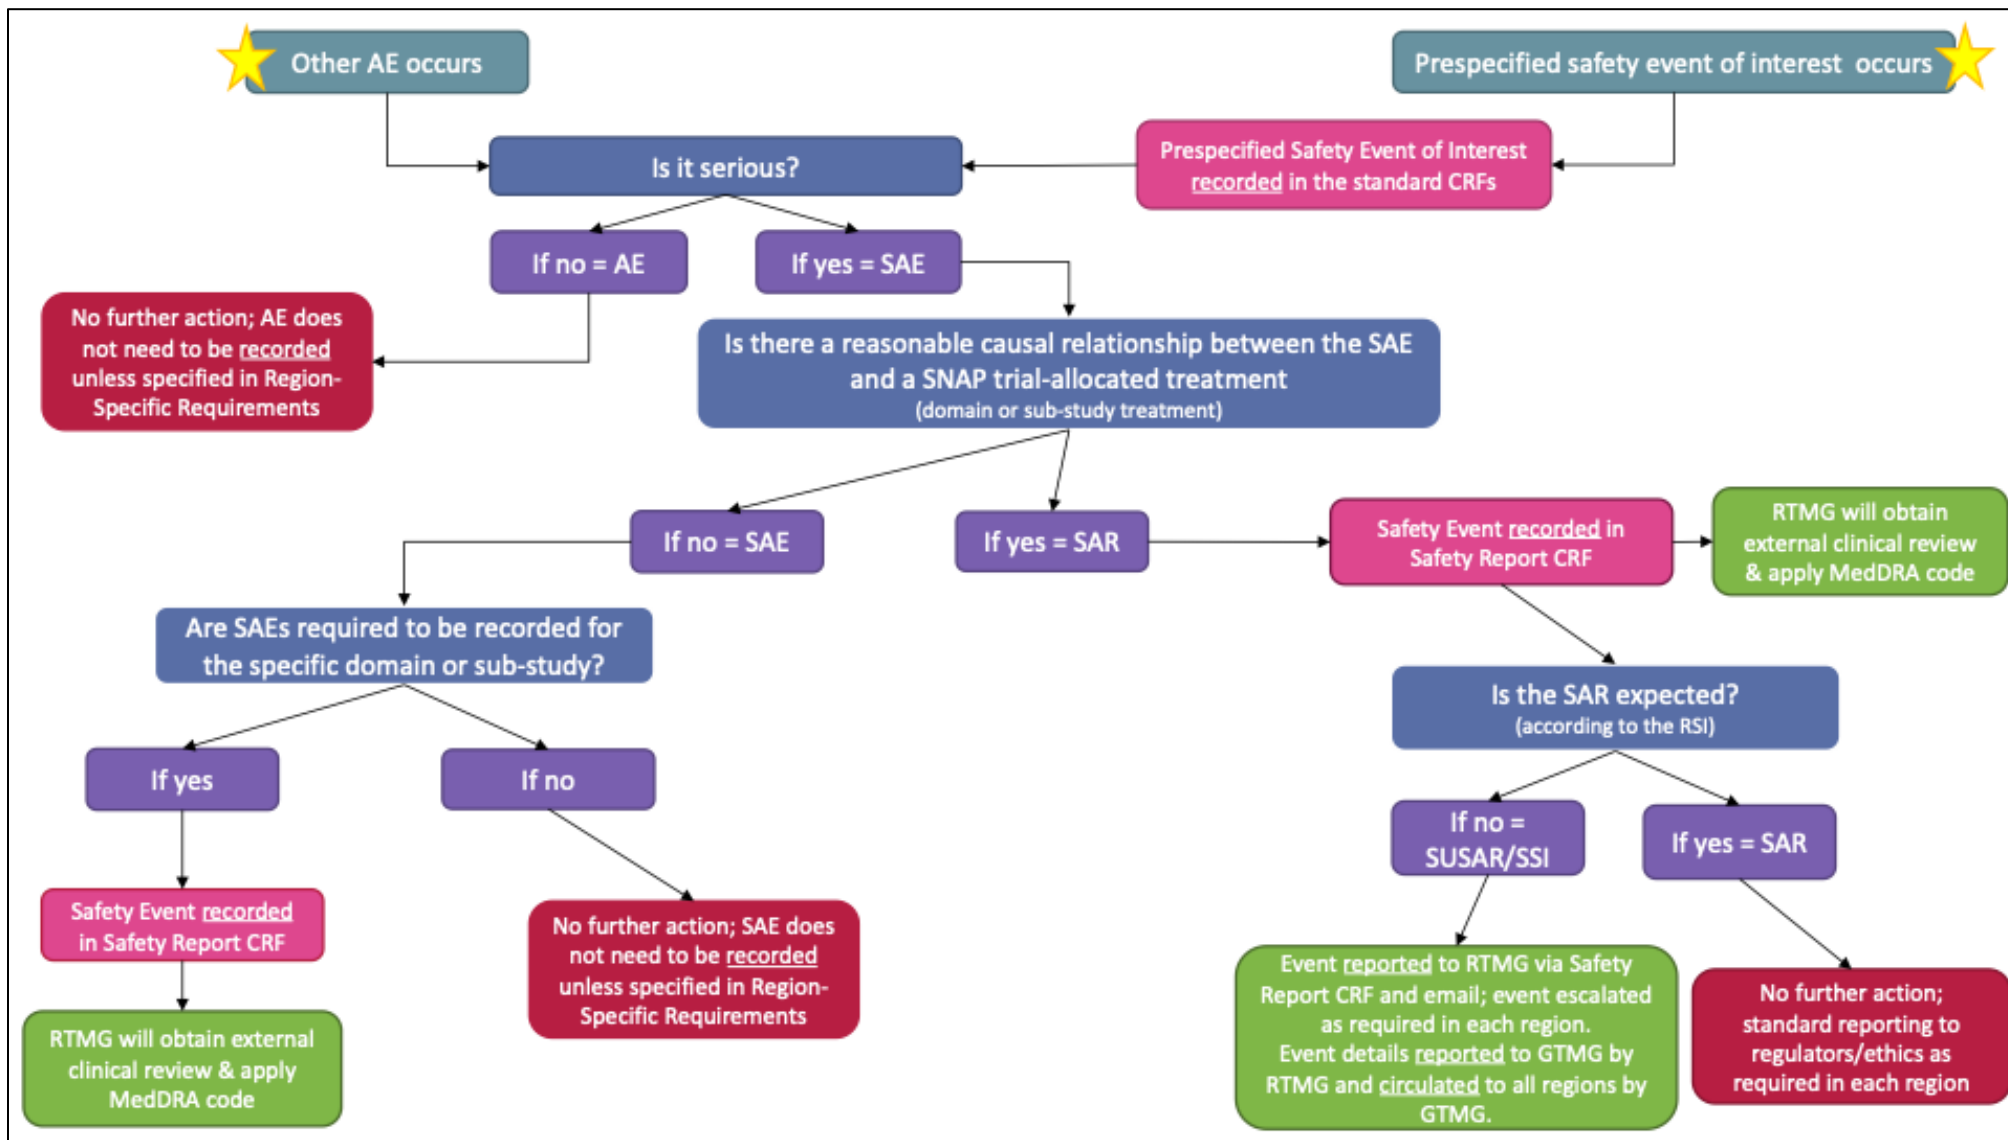 Other AE occurs
Prespecified safety event of interest occurs
Is it serious?
Prespecified Safety Event of Interest
recorded in the standard CRFs
If no = AE
If yes = SAE
No further action; AE does
not need to be recorded
unless specified in Region-
Specific Requirements
Is there a reasonable causal relationship between the SAE
and a SNAP trial-allocated treatment
(domain or sub-study treatment)
If no = SAE
If yes = SAR
Safety Event recorded in
Safety Report CRF
RTMG will obtain
external clinical review
& apply MedDRA code
Are SAEs required to be recorded for
the specific domain or sub-study?
Is the SAR expected?
(according to the RSI)
If yes
If no
If no =
SUSAR/SSI
If yes = SAR
Safety Event recorded
in Safety Report CRF
No further action; SAE does
not need to be recorded
unless specified in Region-
Specific Requirements
RTMG will obtain external
clinical review & apply
MedDRA code
Event reported to RTMG via Safety
Report CRF and email; event escalated
as required in each region.
Event details reported to GTMG by
RTMG and circulated to all regions by
GTMG.
No further action;
standard reporting to
regulators/ethics as
required in each region